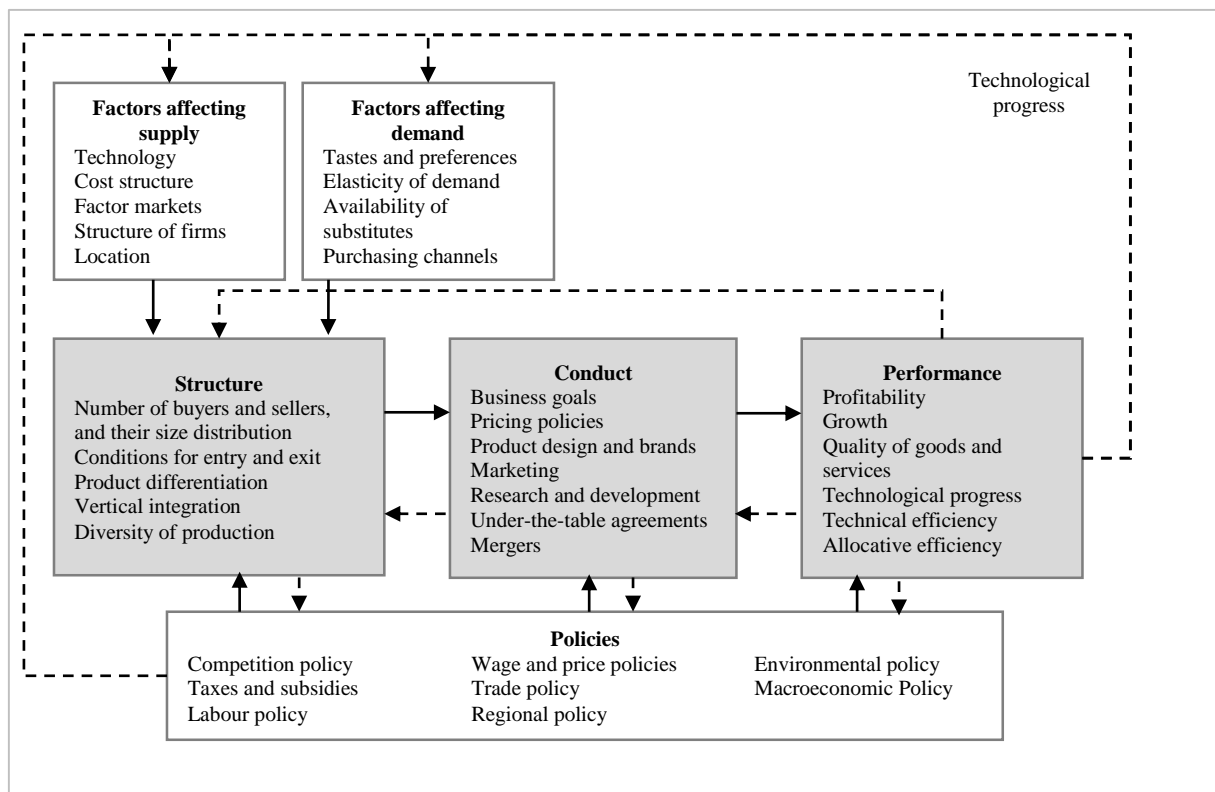 Technological
progress
Factors affecting
supply
Technology
Cost structure
Factor markets
Structure of firms
Location
Factors affecting
demand
Tastes and preferences
Elasticity of demand
Availability of
substitutes
Purchasing channels
Structure
Number of buyers and sellers,
and their size distribution
Conditions for entry and exit
Product differentiation
Vertical integration
Diversity of production
Conduct
Business goals
Pricing policies
Product design and brands
Marketing
Research and development
Under-the-table agreements
Mergers
Performance
Profitability
Growth
Quality of goods and
services
Technological progress
Technical efficiency
Allocative efficiency
Policies
Competition policy
Taxes and subsidies
Labour policy
Wage and price policies
Trade policy
Regional policy
Environmental policy
Macroeconomic Policy